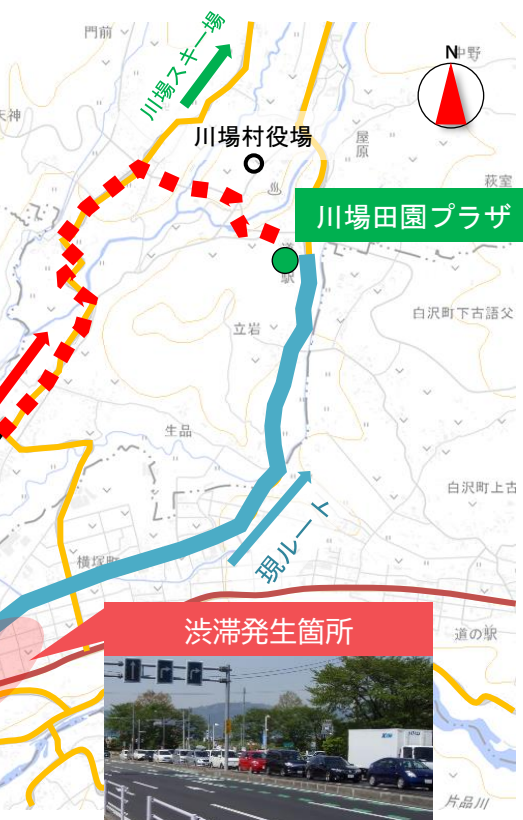 門前
川場スキー場
N
中野
天神
川場村役場
屋原
萩室
川場田園プラザ
道
駅
白沢町下古語父
立岩
生品
白沢町上古
現ルート
横塚町
渋滞発生箇所
道の駅
片品川